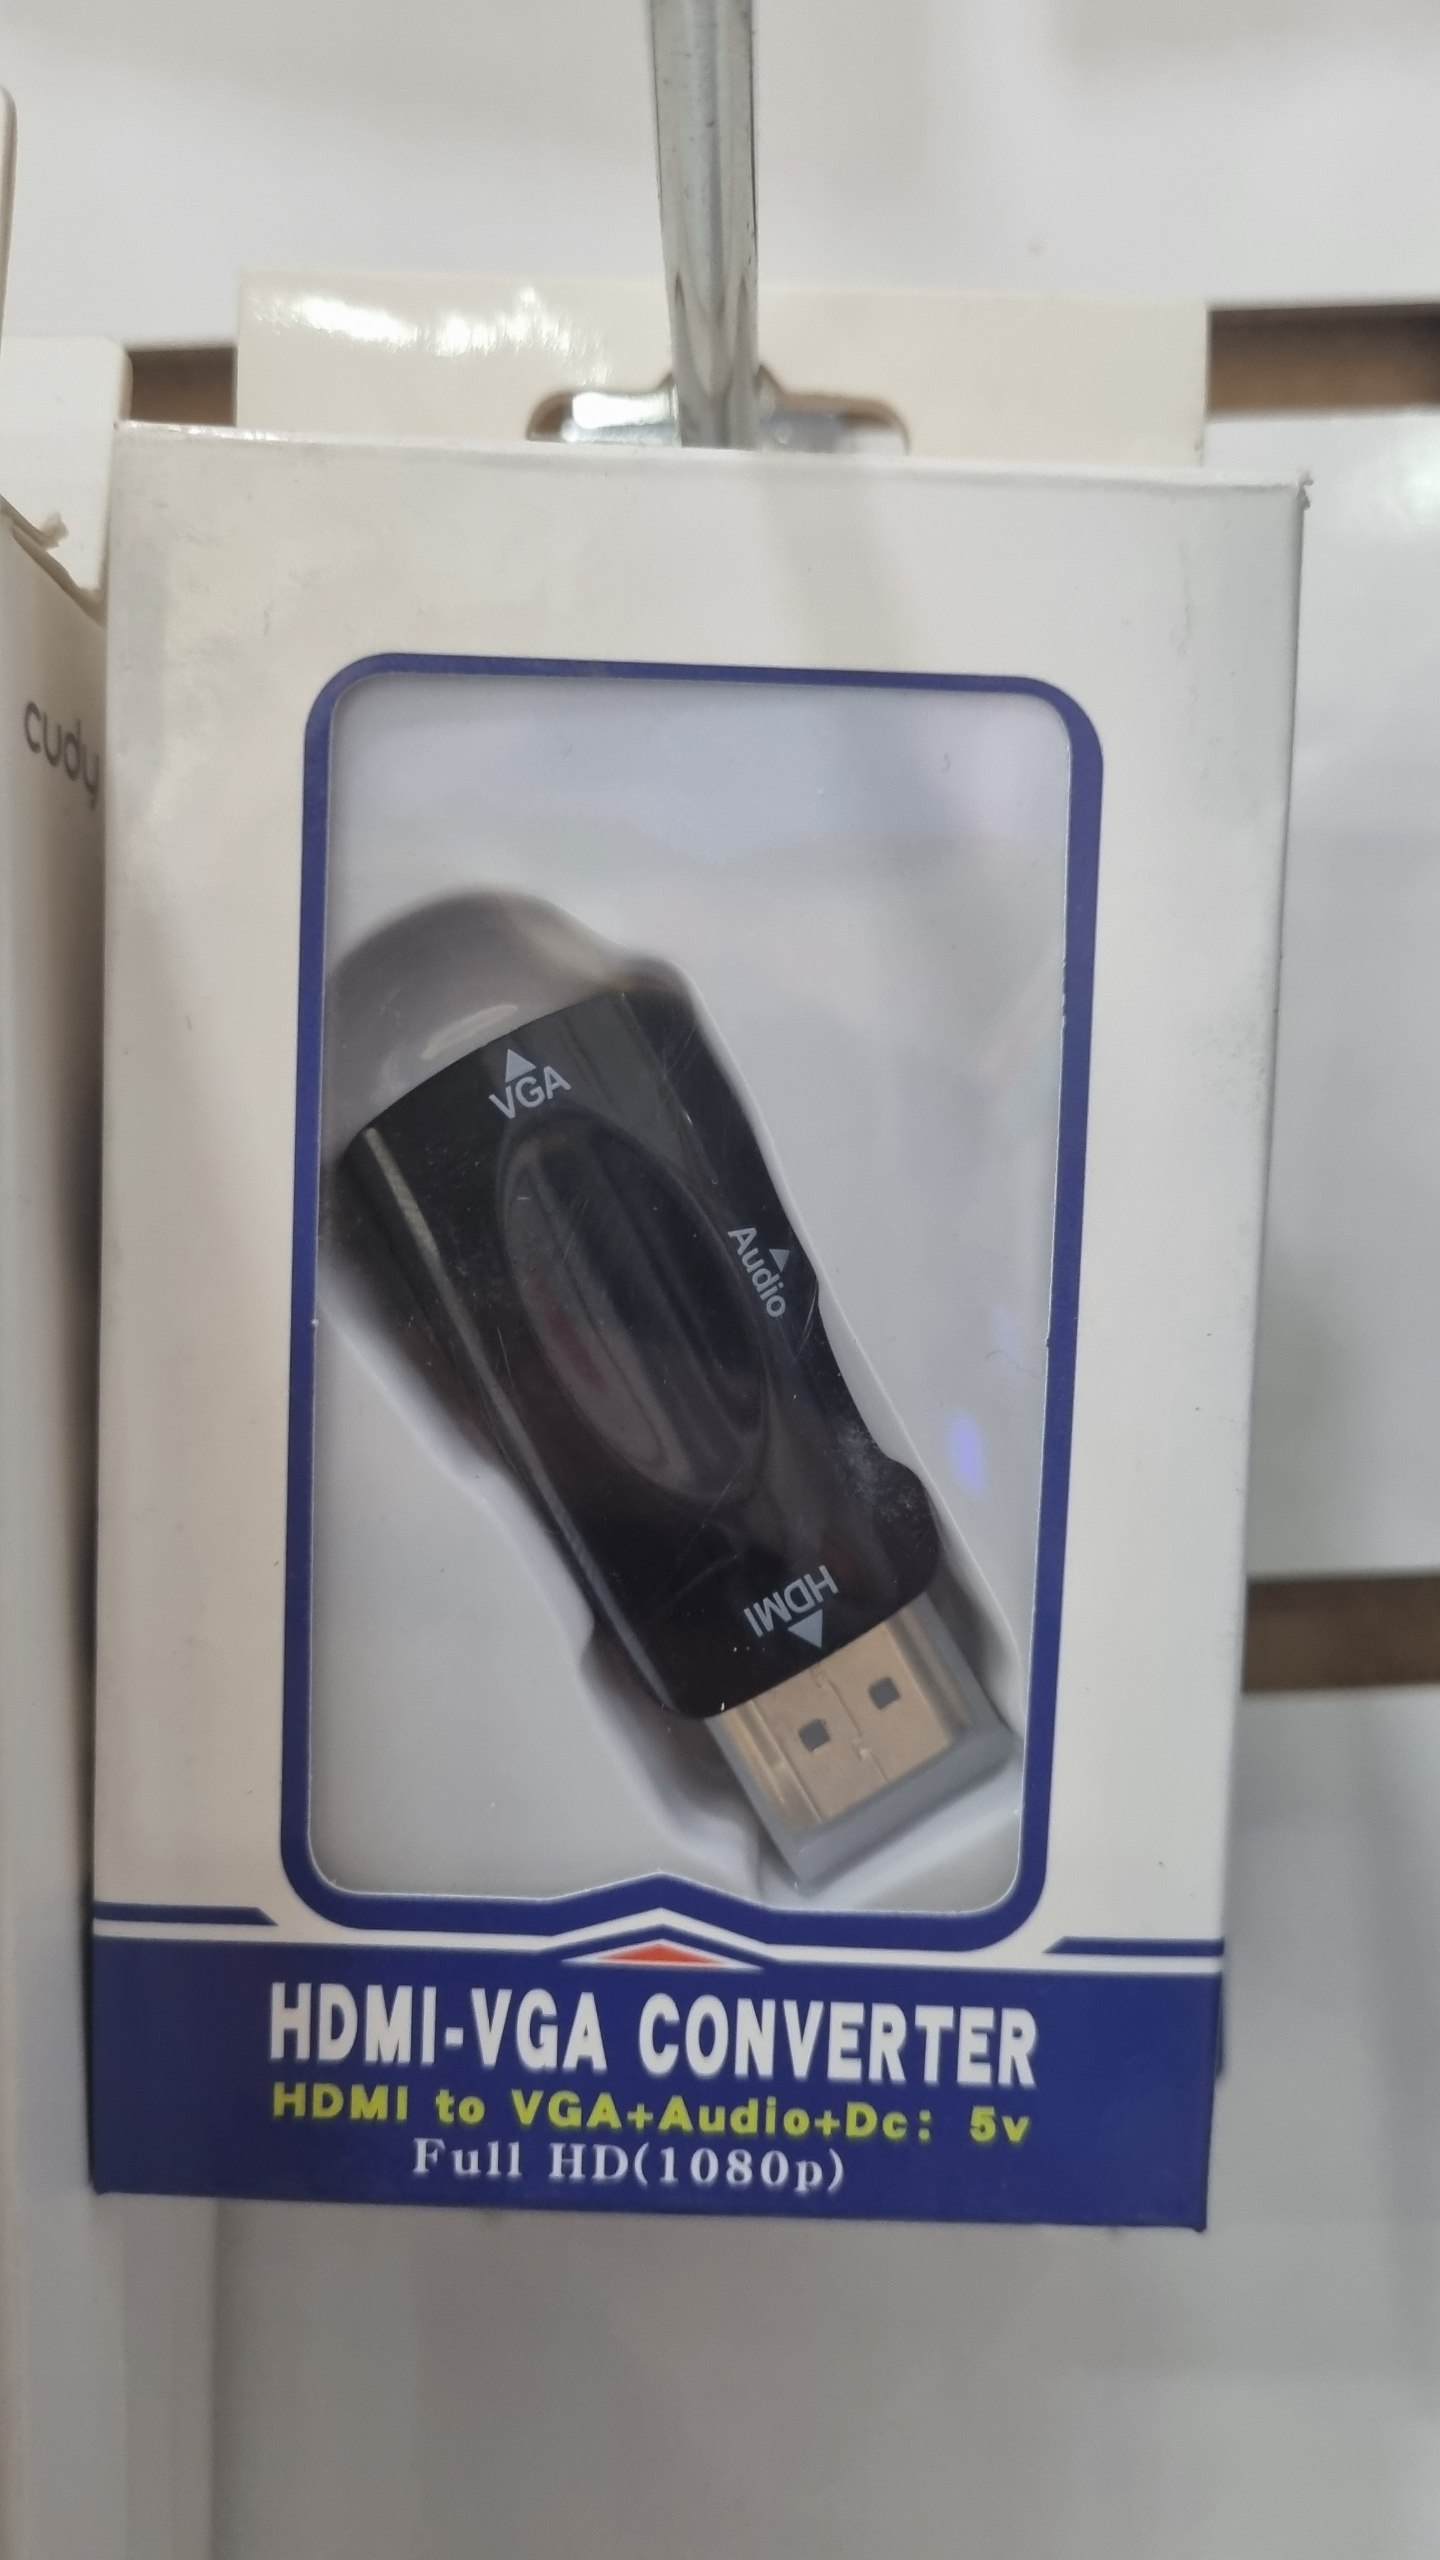 cudy
VGA
Audio
HDMI
HDMI-VGA CONVERTER
HDMI to VGA+Audio+Dc: 5v
Full HD(1080p)